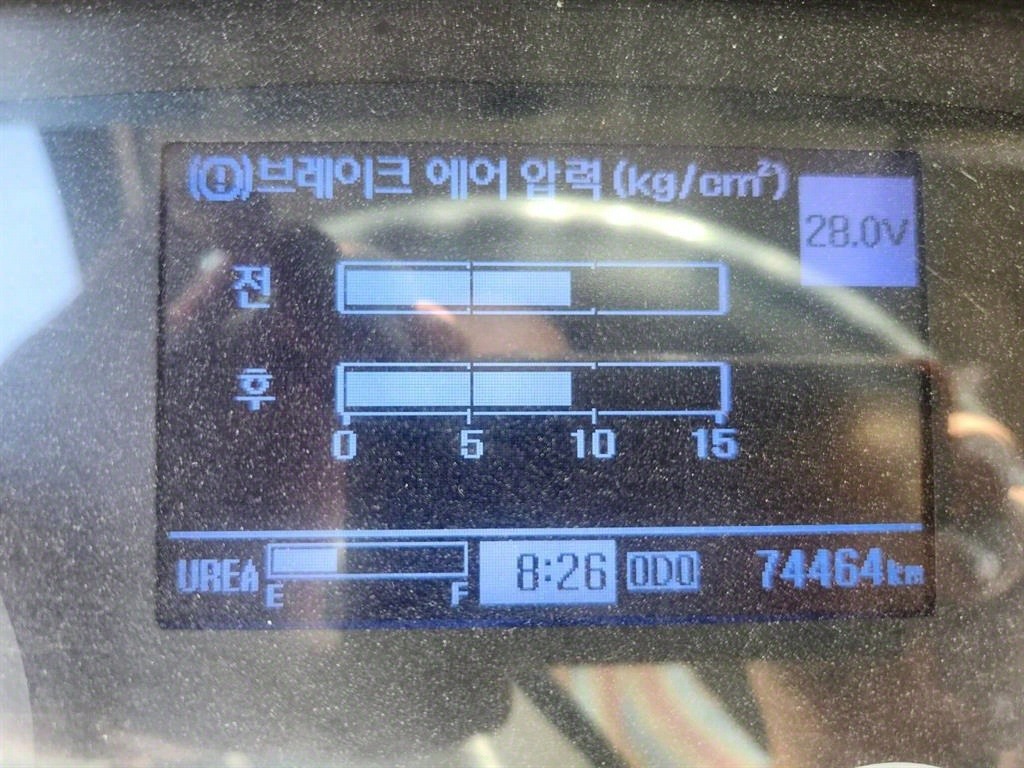 (!)브레이크 에어 압력 (kg/cm²)
28.0V
전
후
0 5 10 15
UREA E F 8:26 ODO 74464km